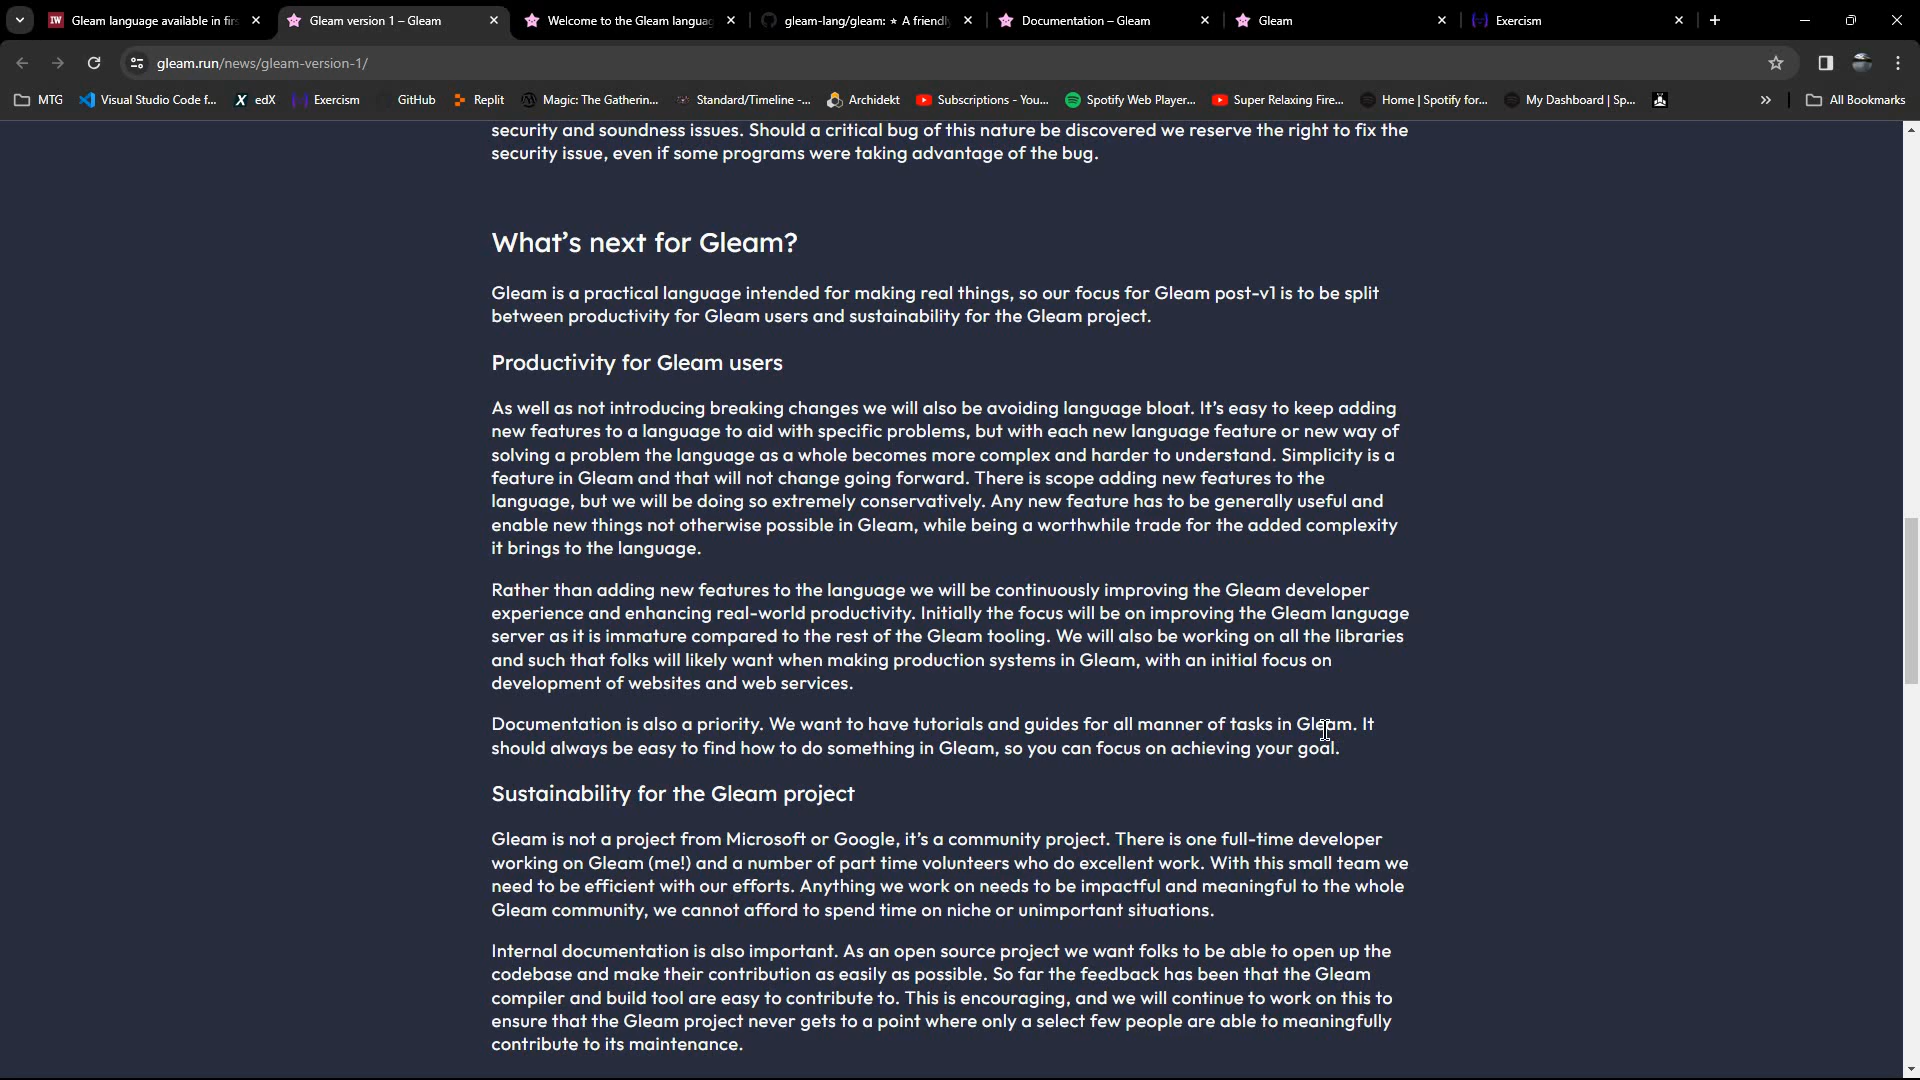 Gleam language available in fir
Gleam version 1 – Gleam
Welcome to the Gleam langua
gleam-lang/gleam: ⭐ A friendl
Documentation – Gleam
Gleam
Exercism
gleam.run/news/gleam-version-1/
MTG
Visual Studio Code f...
edX
Exercism
GitHub
Replit
Magic: The Gatherin...
Standard/Timeline -...
Archidekt
Subscriptions - You...
Spotify Web Player...
Super Relaxing Fire...
Home | Spotify for...
My Dashboard | Sp...
All Bookmarks
security and soundness issues. Should a critical bug of this nature be discovered we reserve the right to fix the
security issue, even if some programs were taking advantage of the bug.
What's next for Gleam?
Gleam is a practical language intended for making real things, so our focus for Gleam post-v1 is to be split
between productivity for Gleam users and sustainability for the Gleam project.
Productivity for Gleam users
As well as not introducing breaking changes we will also be avoiding language bloat. It's easy to keep adding
new features to a language to aid with specific problems, but with each new language feature or new way of
solving a problem the language as a whole becomes more complex and harder to understand. Simplicity is a
feature in Gleam and that will not change going forward. There is scope adding new features to the
language, but we will be doing so extremely conservatively. Any new feature has to be generally useful and
enable new things not otherwise possible in Gleam, while being a worthwhile trade for the added complexity
it brings to the language.
Rather than adding new features to the language we will be continuously improving the Gleam developer
experience and enhancing real-world productivity. Initially the focus will be on improving the Gleam language
server as it is immature compared to the rest of the Gleam tooling. We will also be working on all the libraries
and such that folks will likely want when making production systems in Gleam, with an initial focus on
development of websites and web services.
Documentation is also a priority. We want to have tutorials and guides for all manner of tasks in Gleam. It
should always be easy to find how to do something in Gleam, so you can focus on achieving your goal.
Sustainability for the Gleam project
Gleam is not a project from Microsoft or Google, it's a community project. There is one full-time developer
working on Gleam (me!) and a number of part time volunteers who do excellent work. With this small team we
need to be efficient with our efforts. Anything we work on needs to be impactful and meaningful to the whole
Gleam community, we cannot afford to spend time on niche or unimportant situations.
Internal documentation is also important. As an open source project we want folks to be able to open up the
codebase and make their contribution as easily as possible. So far the feedback has been that the Gleam
compiler and build tool are easy to contribute to. This is encouraging, and we will continue to work on this to
ensure that the Gleam project never gets to a point where only a select few people are able to meaningfully
contribute to its maintenance.